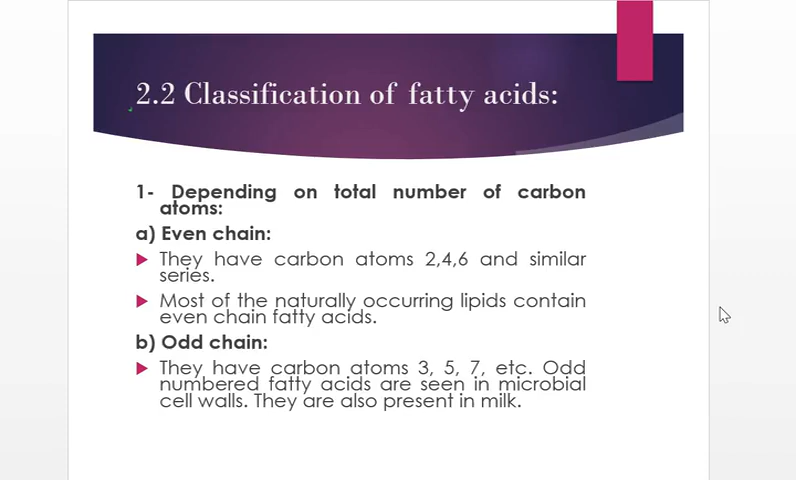 2.2 Classification of fatty acids:
1- Depending on total number of carbon
atoms:
a) Even chain:
They have carbon atoms 2,4,6 and similar
series.
Most of the naturally occurring lipids contain
even chain fatty acids.
b) Odd chain:
They have carbon atoms 3, 5, 7, etc. Odd
numbered fatty acids are seen in microbial
cell walls. They are also present in milk.